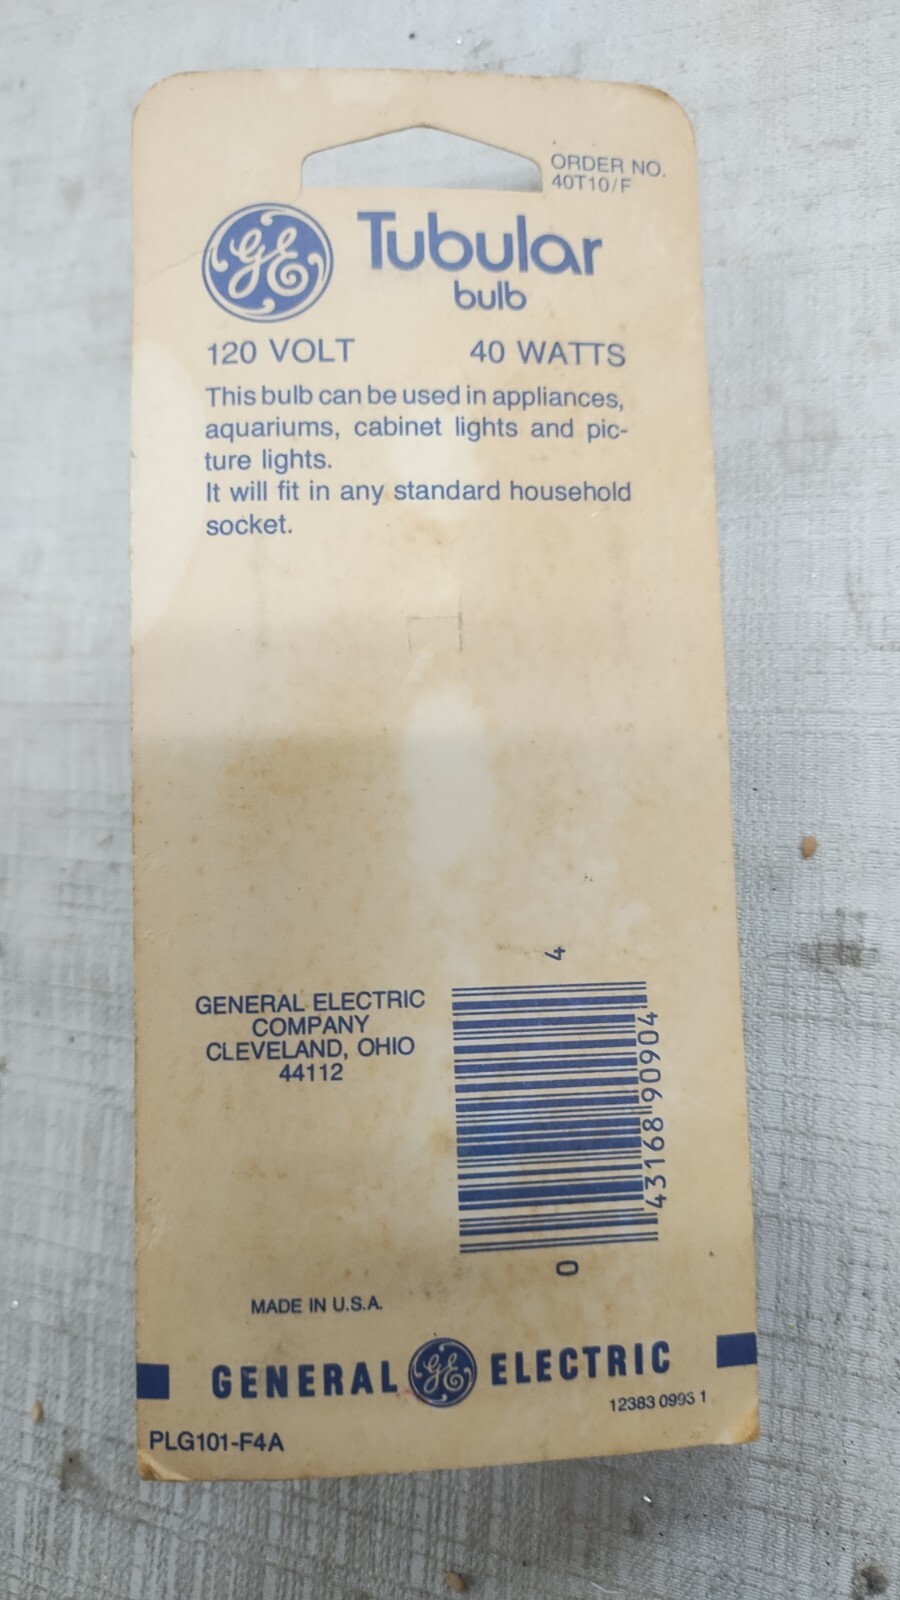 ORDER NO.
40T10/F
GE
Tubular
bulb
120 VOLT 40 WATTS
This bulb can be used in appliances,
aquariums, cabinet lights and pic-
ture lights.
It will fit in any standard household
socket.
GENERAL ELECTRIC
COMPANY
CLEVELAND, OHIO
44112
4
43168 90904
0
MADE IN U.S.A.
GENERAL GE ELECTRIC
12383 0993 1
PLG101-F4A